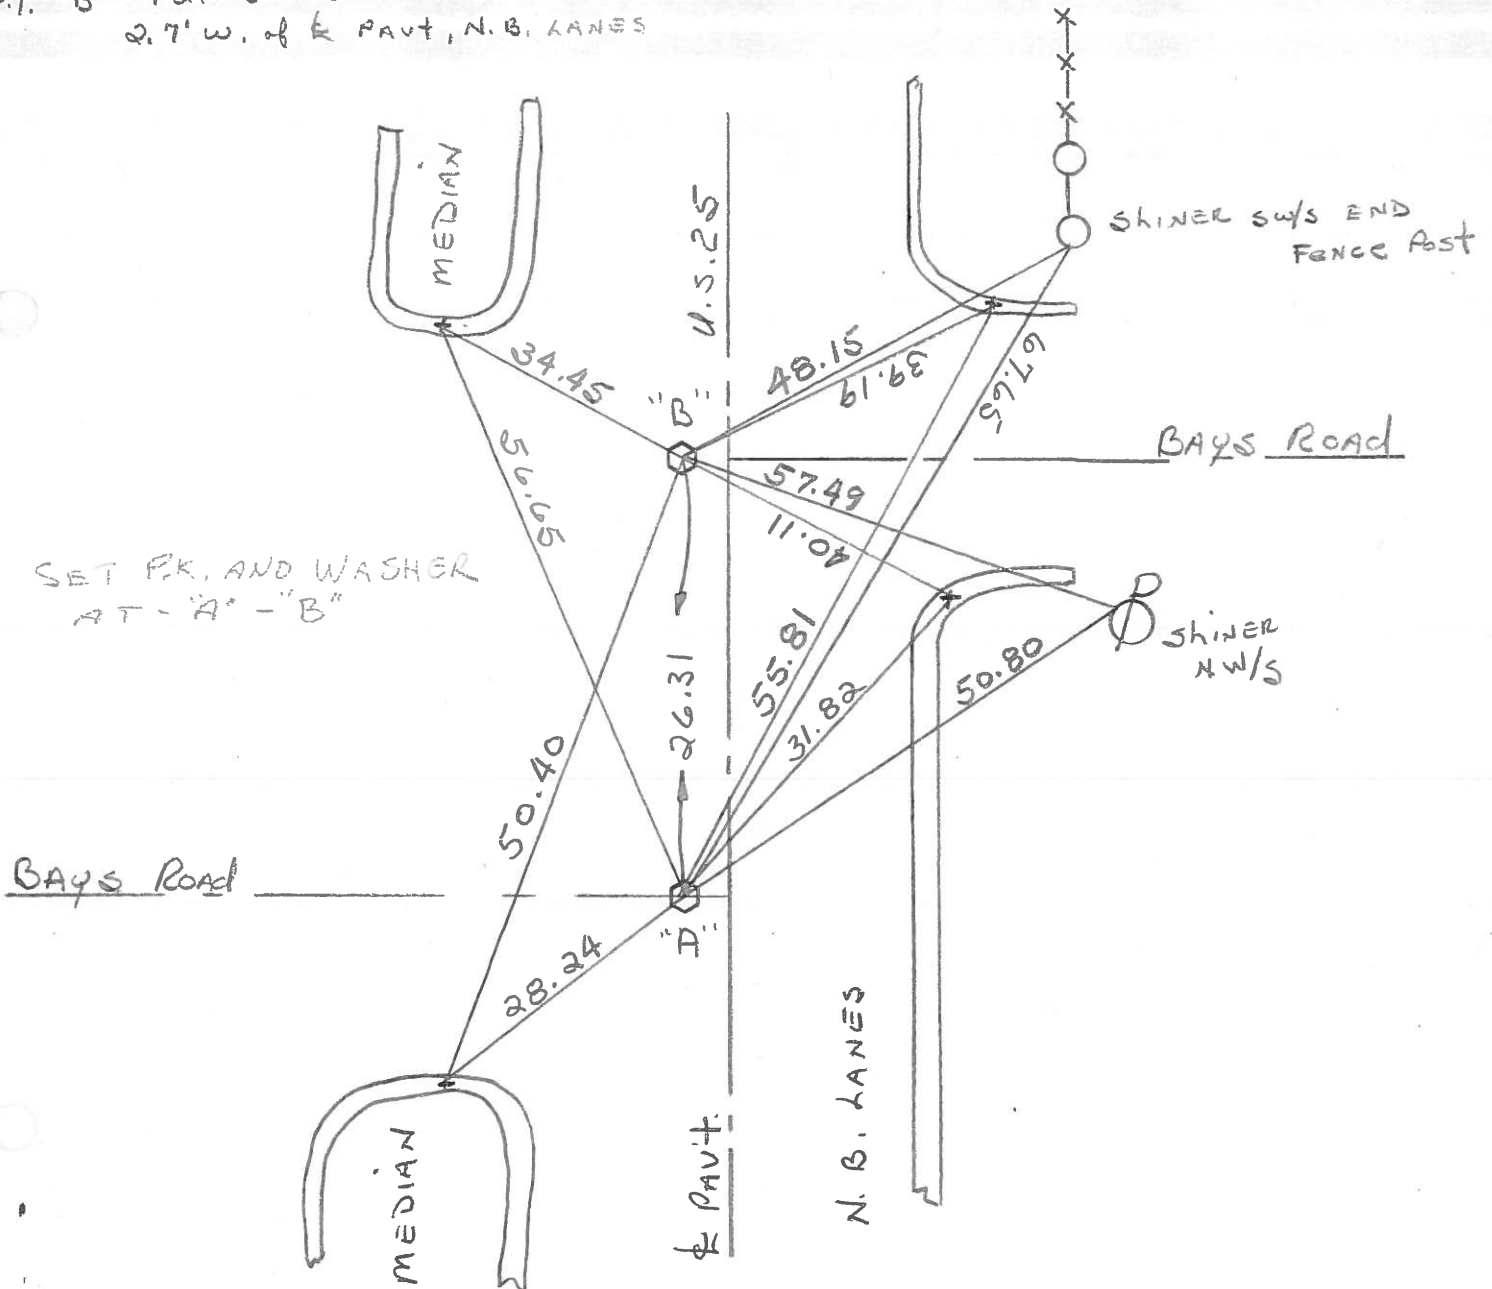 2.7' W. of ℄ PAVt, N.B. LANES
MEDIAN
U.S.25
SHINER SW/S END
FENCE Post
34.45
"B"
48.15
39.19
67.65
BAYS ROAD
56.65
57.49
40.11
SET P.K. AND WASHER
AT - "A" - "B"
SHINER
NW/S
26.31
55.81
31.82
50.80
50.40
BAYS ROAD
28.24
N.B. LANES
℄ PAV't.
MEDIAN